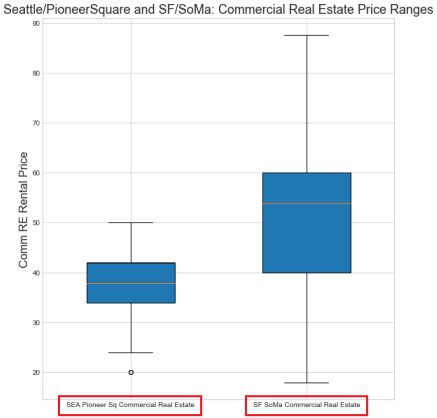 Seattle/PioneerSquare and SF/SoMa: Commercial Real Estate Price Ranges
90
80
70
60
50
40
30
20
Comm RE Rental Price
SEA Pioneer Sq Commercial Real Estate
SF SoMa Commercial Real Estate